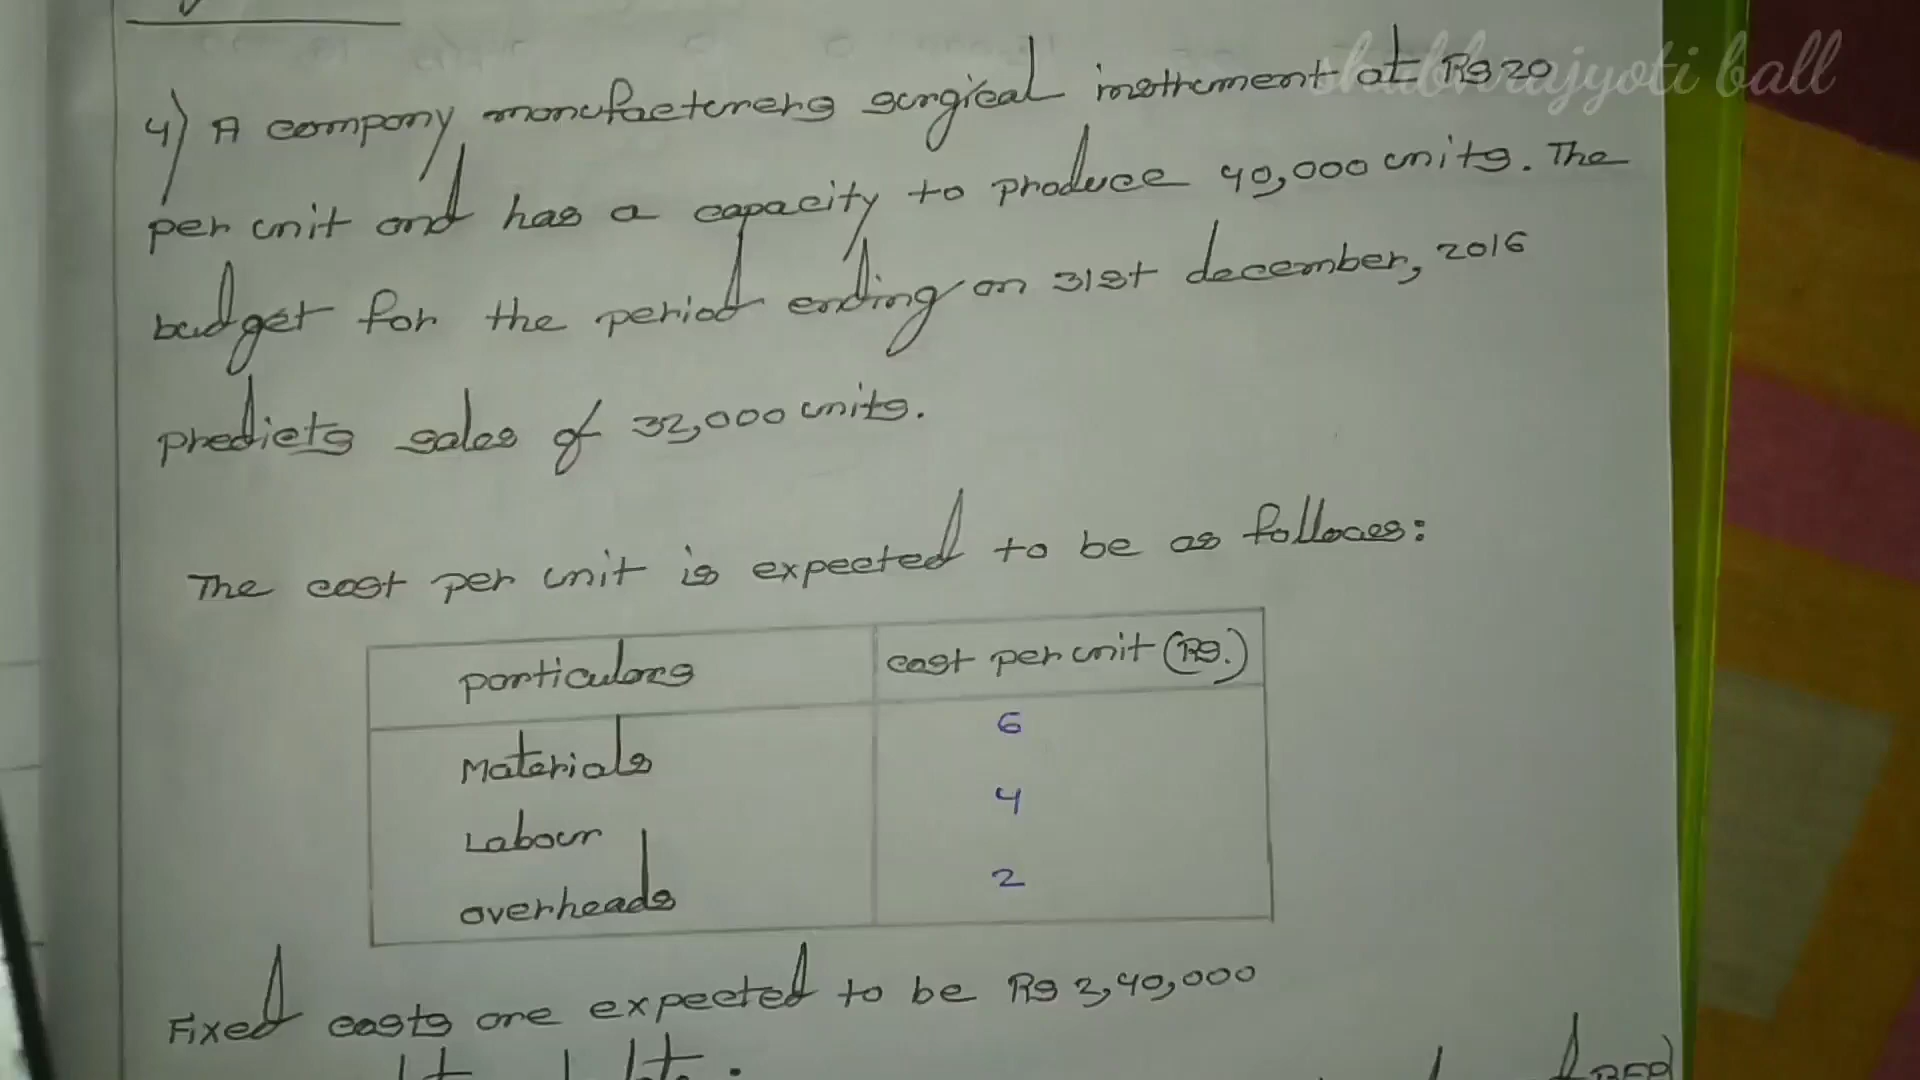 shubhrajyoti ball
4) A company manufacturers surgical instrument at Rs 20
per unit and has a capacity to produce 40,000 units. The
budget for the period ending on 31st december, 2016
predicts sales of 32,000 units.
The cost per unit is expected to be as follows:
particulars cost per unit (Rs.)
Materials 6
Labour 4
overheads 2
Fixed costs are expected to be Rs 2,40,000